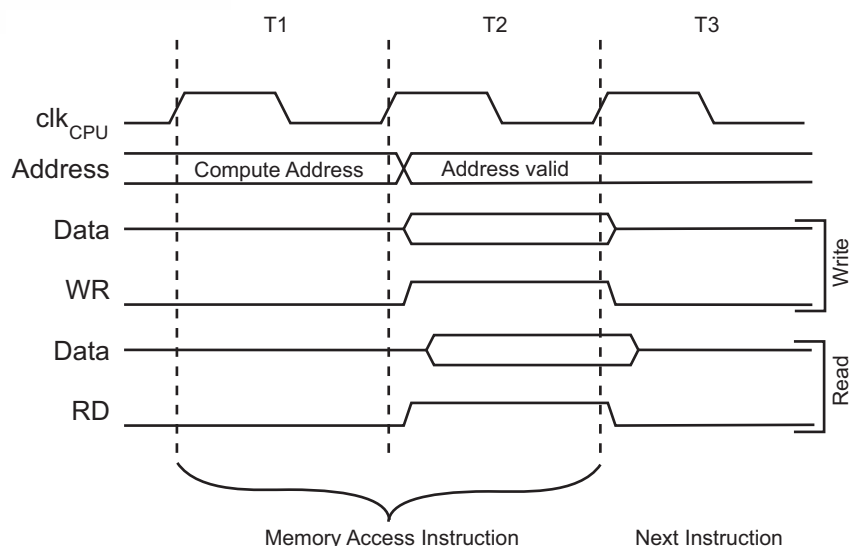 T1 T2 T3
clkCPU
Address Compute Address Address valid
Data
WR
Write
Data
RD
Read
Memory Access Instruction Next Instruction